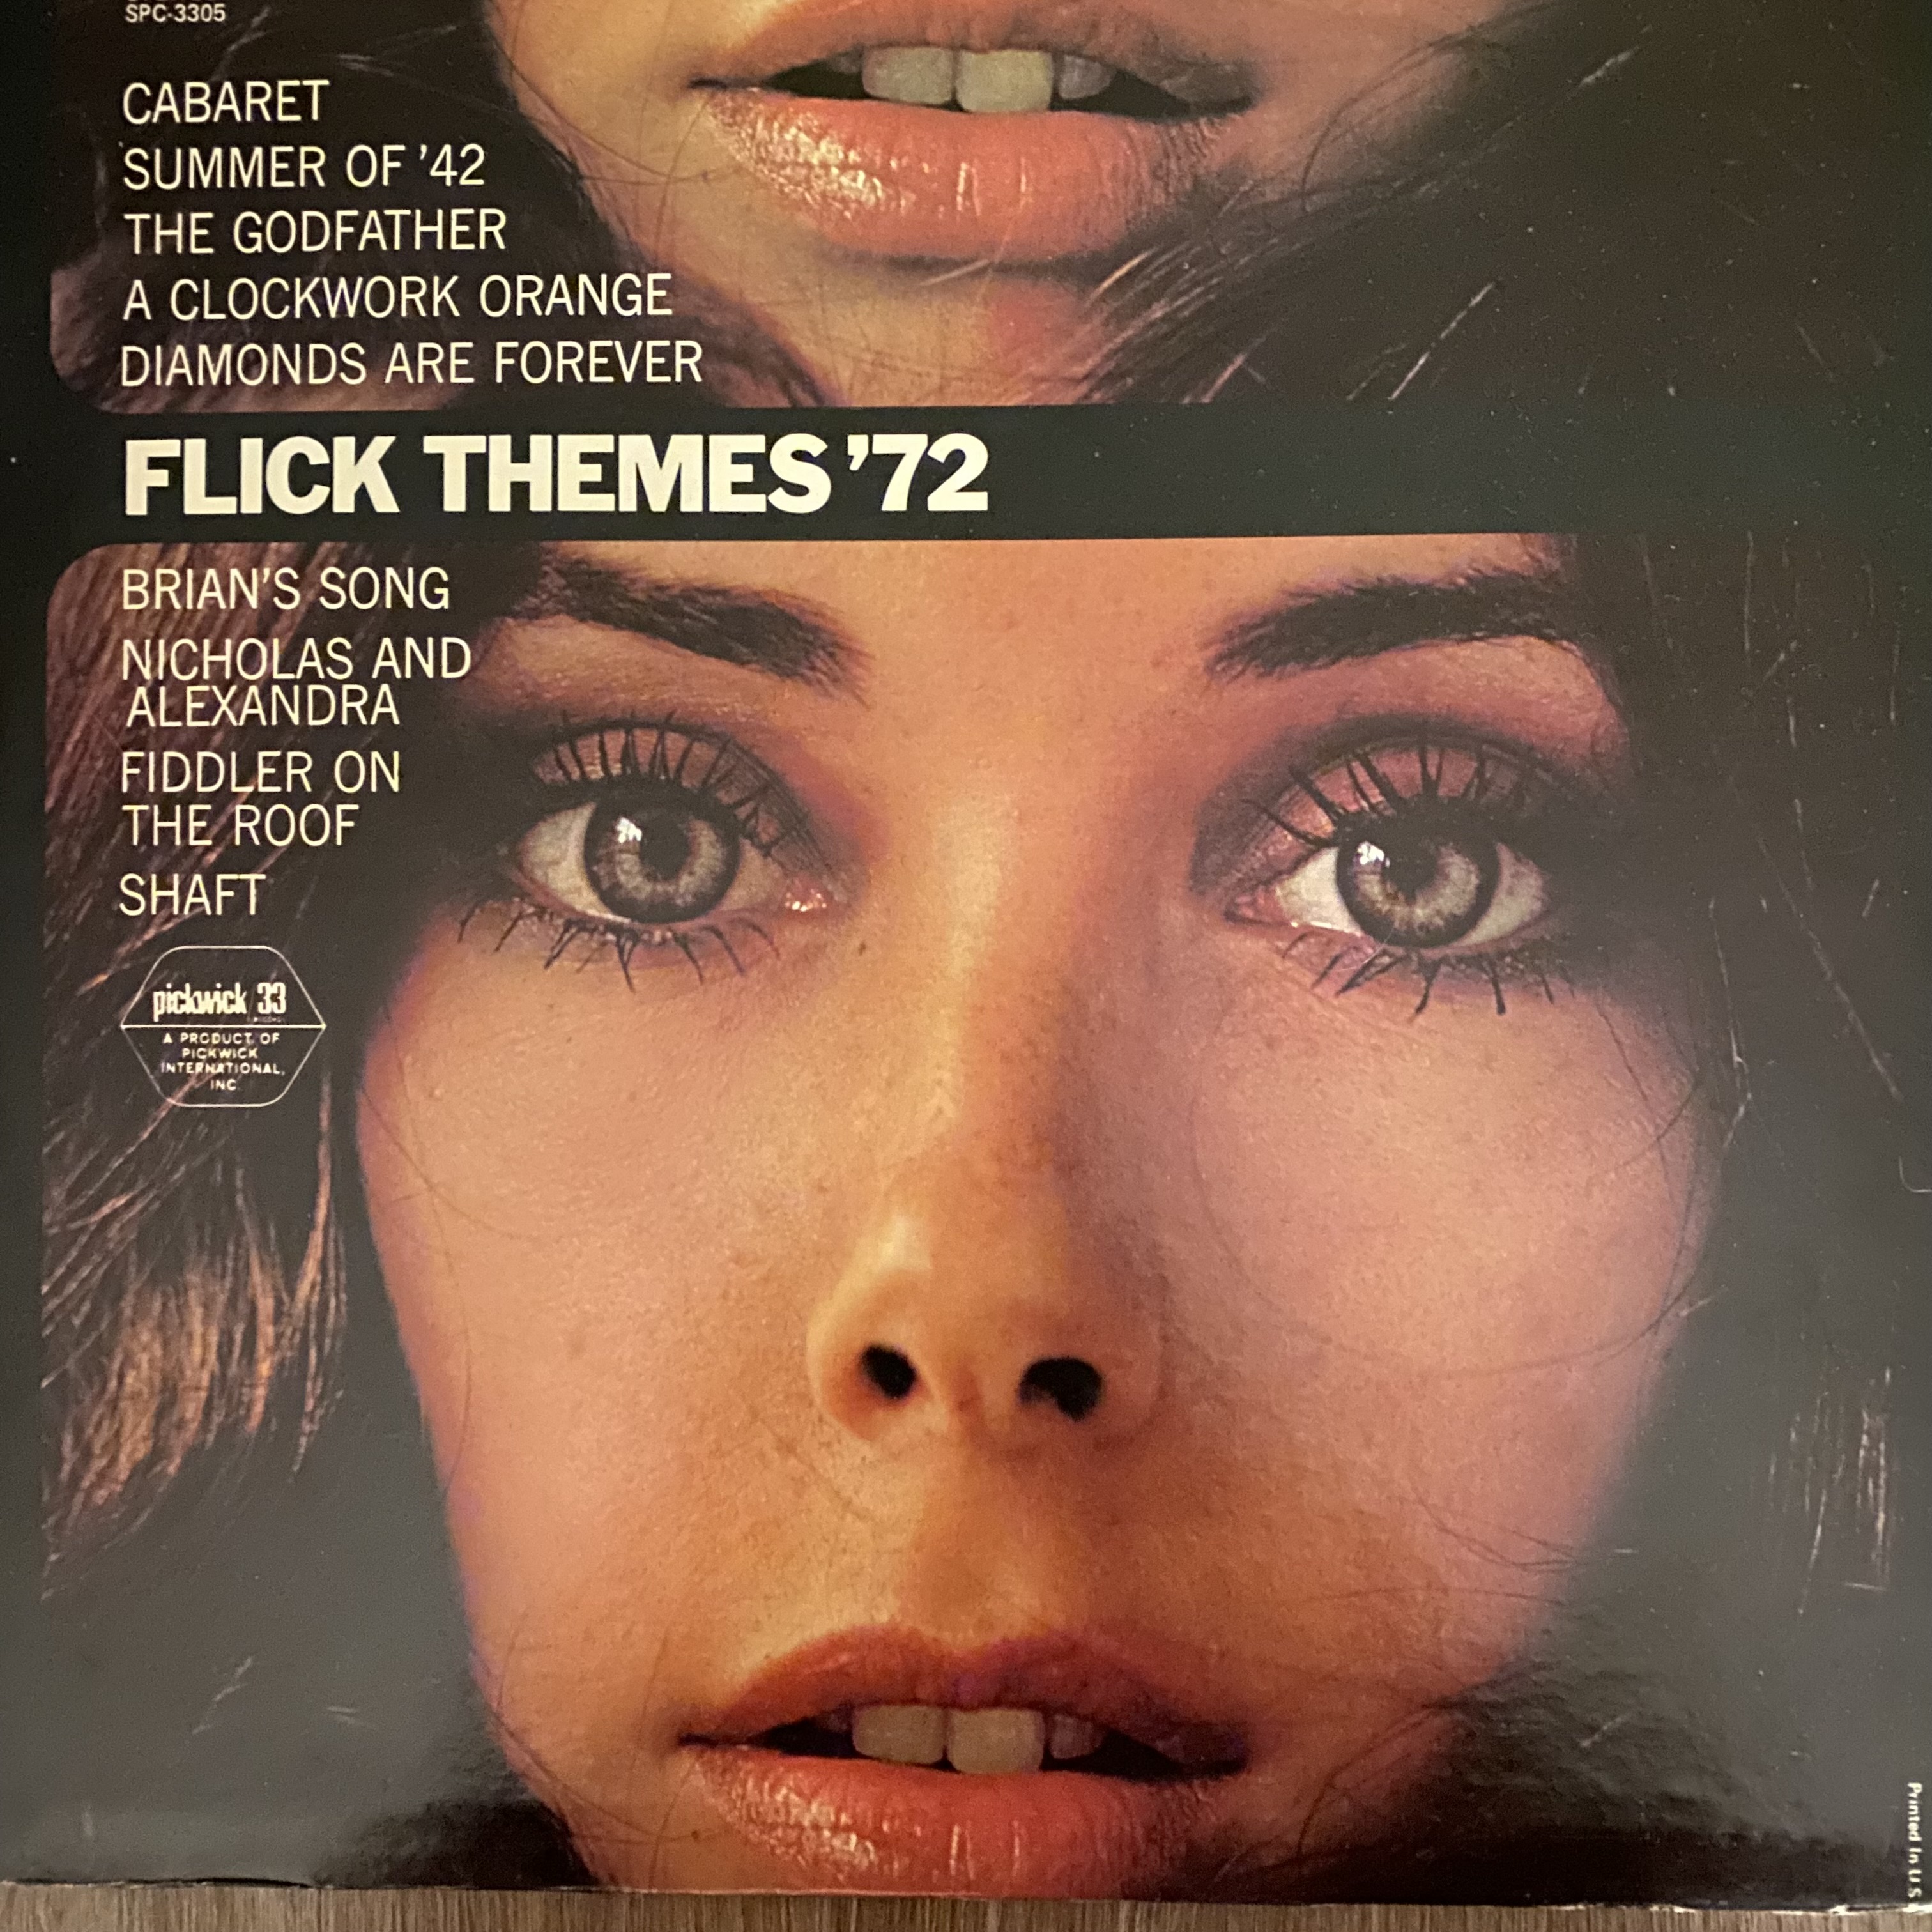 SPC-3305
CABARET
SUMMER OF ’42
THE GODFATHER
A CLOCKWORK ORANGE
DIAMONDS ARE FOREVER
FLICK THEMES ’72
BRIAN’S SONG
NICHOLAS AND
ALEXANDRA
FIDDLER ON
THE ROOF
SHAFT
pickwick/33
A PRODUCT OF
PICKWICK
INTERNATIONAL,
INC.
Printed In U S